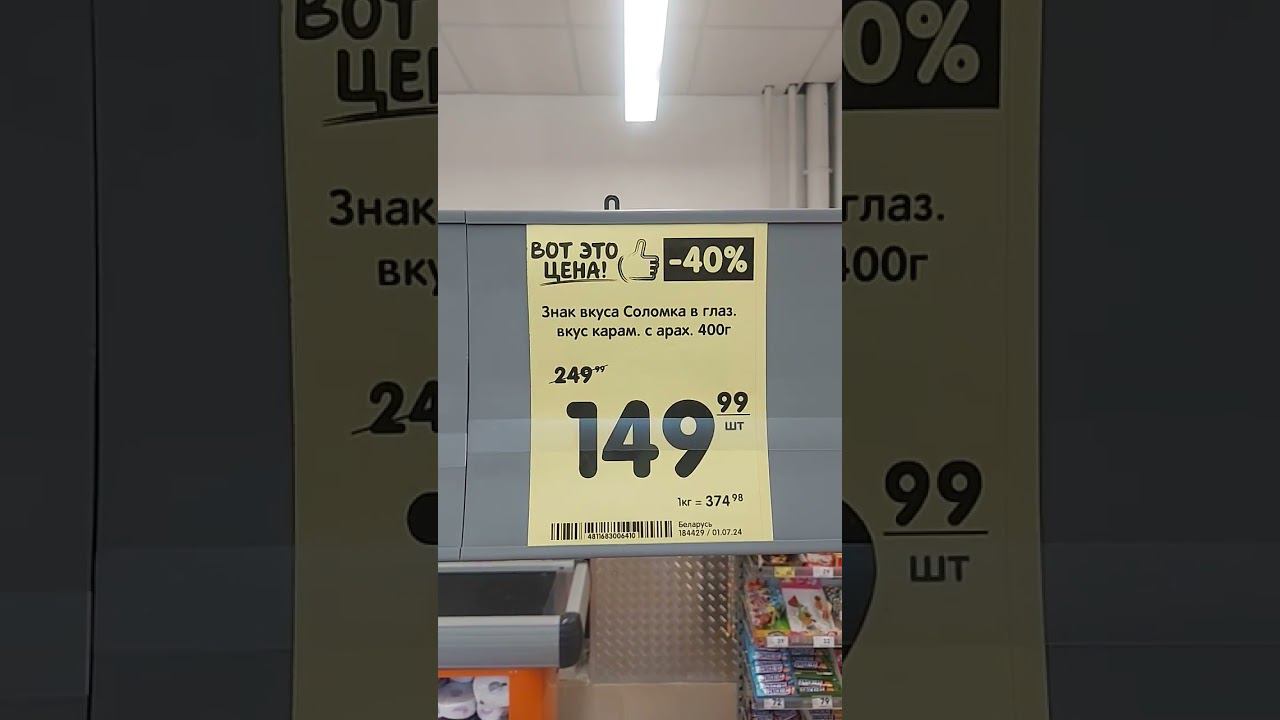 ВОТ ЭТО
ЦЕНА!
-40%
Знак вкуса Соломка в глаз.
вкус карам. с арах. 400г
249 99
149 99
шт
1кг = 374 98
4811683006410
Беларусь
184429 / 01.07.24